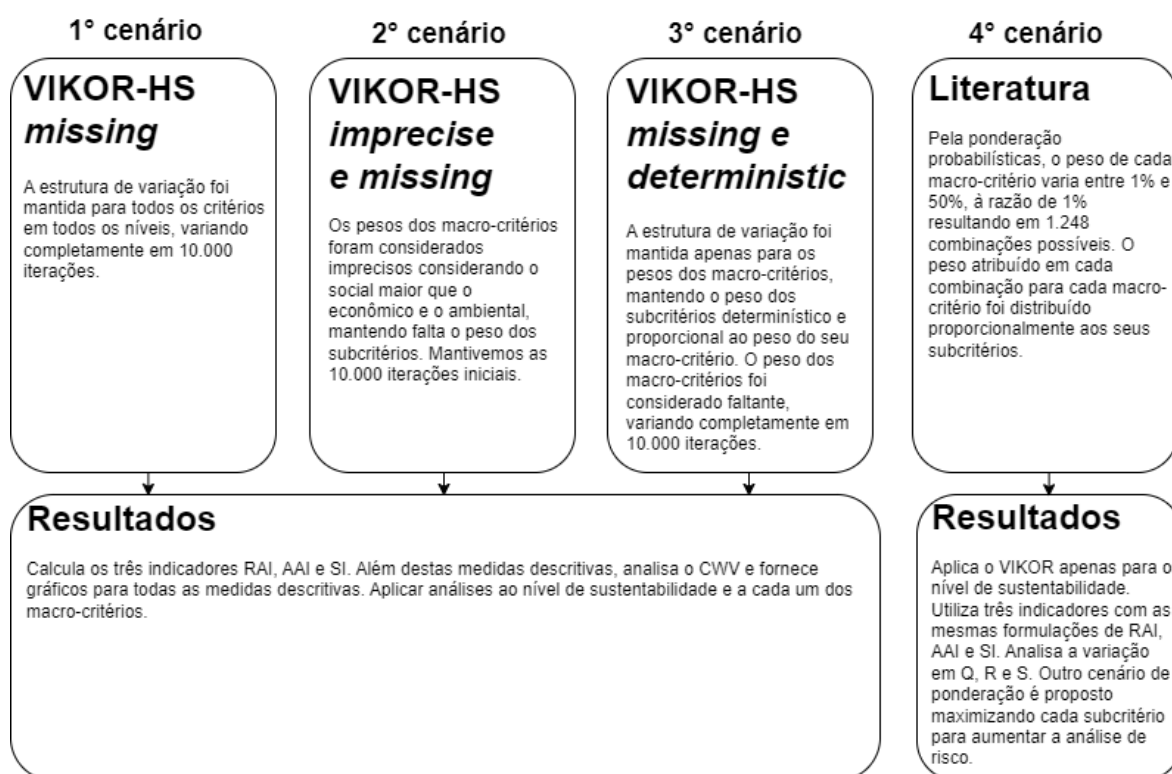 1° cenário
VIKOR-HS
missing
A estrutura de variação foi
mantida para todos os critérios
em todos os níveis, variando
completamente em 10.000
iterações.
2° cenário
VIKOR-HS
imprecise
e missing
Os pesos dos macro-critérios
foram considerados
imprecisos considerando o
social maior que o
econômico e o ambiental,
mantendo falta o peso dos
subcritérios. Mantivemos as
10.000 iterações iniciais.
3° cenário
VIKOR-HS
missing e
deterministic
A estrutura de variação foi
mantida apenas para os
pesos dos macro-critérios,
mantendo o peso dos
subcritérios determinístico e
proporcional ao peso do seu
macro-critério. O peso dos
macro-critérios foi
considerado faltante,
variando completamente em
10.000 iterações.
4° cenário
Literatura
Pela ponderação
probabilísticas, o peso de cada
macro-critério varia entre 1% e
50%, à razão de 1%
resultando em 1.248
combinações possíveis. O
peso atribuído em cada
combinação para cada macro-
critério foi distribuído
proporcionalmente aos seus
subcritérios.
Resultados
Calcula os três indicadores RAI, AAI e SI. Além destas medidas descritivas, analisa o CWV e fornece
gráficos para todas as medidas descritivas. Aplicar análises ao nível de sustentabilidade e a cada um dos
macro-critérios.
Resultados
Aplica o VIKOR apenas para o
nível de sustentabilidade.
Utiliza três indicadores com as
mesmas formulações de RAI,
AAI e SI. Analisa a variação
em Q, R e S. Outro cenário de
ponderação é proposto
maximizando cada subcritério
para aumentar a análise de
risco.